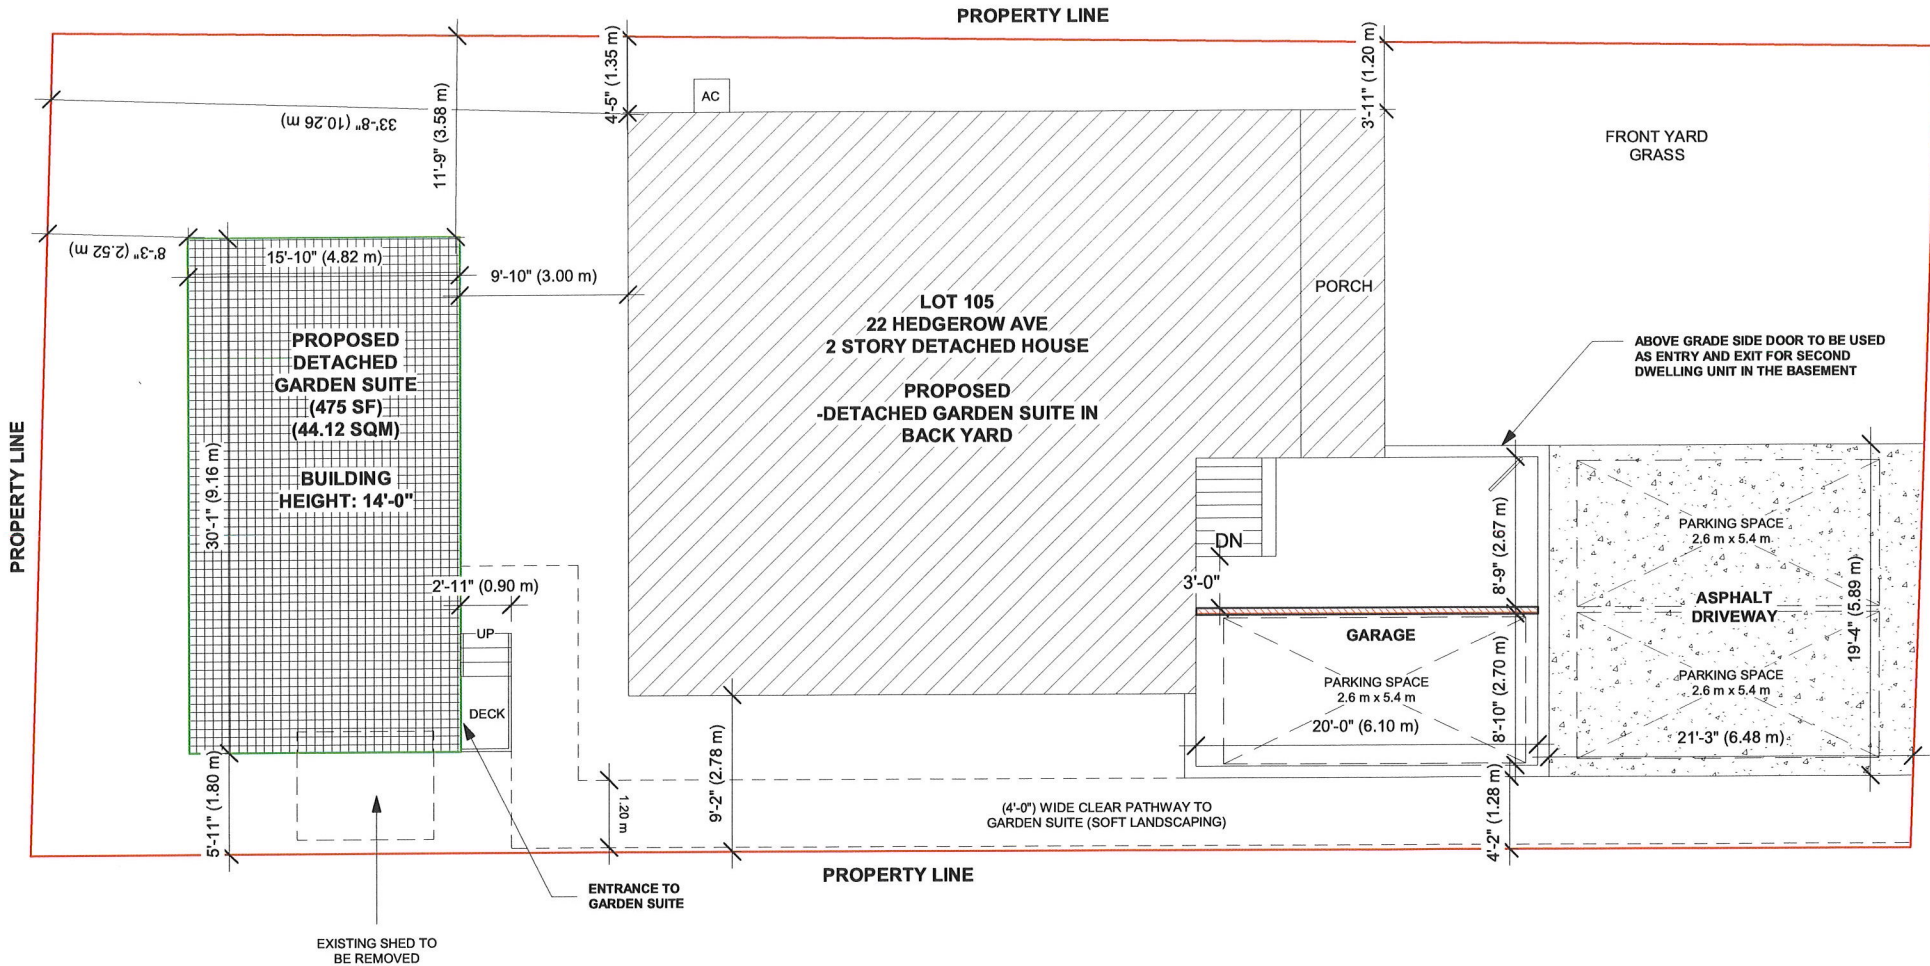 PROPERTY LINE
4'-5" (1.35 m)
3'-11" (1.20 m)
11'-9" (3.58 m)
AC
33'-8" (10.26 m)
FRONT YARD
GRASS
8'-3" (2.52 m)
15'-10" (4.82 m)
9'-10" (3.00 m)
PORCH
LOT 105
22 HEDGEROW AVE
2 STORY DETACHED HOUSE
PROPOSED
-DETACHED GARDEN SUITE IN
BACK YARD
PROPOSED
DETACHED
GARDEN SUITE
(475 SF)
(44.12 SQM)
BUILDING
HEIGHT: 14'-0"
30'-1" (9.16 m)
PROPERTY LINE
ABOVE GRADE SIDE DOOR TO BE USED
AS ENTRY AND EXIT FOR SECOND
DWELLING UNIT IN THE BASEMENT
DN
3'-0"
8'-9" (2.67 m)
PARKING SPACE
2.6 m x 5.4 m
ASPHALT
DRIVEWAY
19'-4" (5.89 m)
PARKING SPACE
2.6 m x 5.4 m
21'-3" (6.48 m)
2'-11" (0.90 m)
UP
DECK
GARAGE
PARKING SPACE
2.6 m x 5.4 m
20'-0" (6.10 m)
8'-10" (2.70 m)
5'-11" (1.80 m)
1.20 m
9'-2" (2.78 m)
(4'-0") WIDE CLEAR PATHWAY TO
GARDEN SUITE (SOFT LANDSCAPING)
4'-2" (1.28 m)
PROPERTY LINE
ENTRANCE TO
GARDEN SUITE
EXISTING SHED TO
BE REMOVED